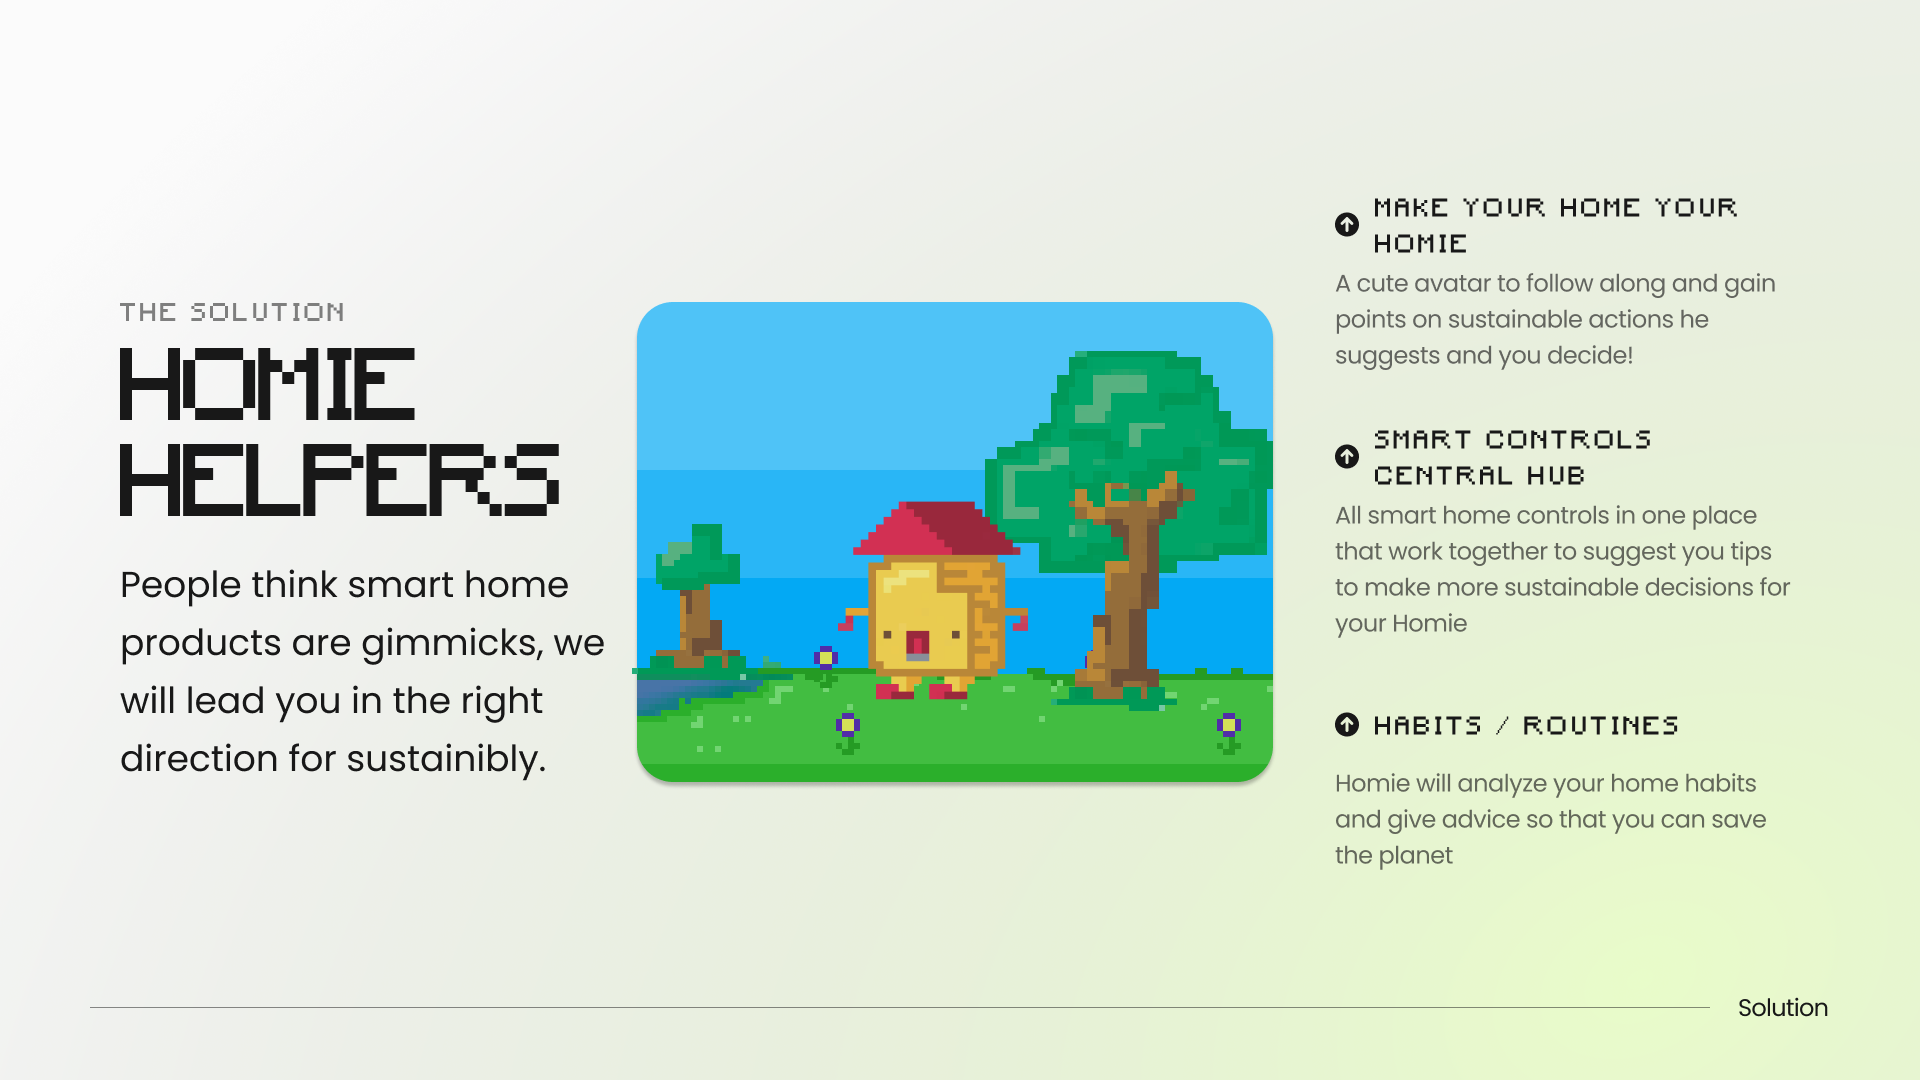 THE SOLUTION
HOMIE
HELPERS
People think smart home
products are gimmicks, we
will lead you in the right
direction for sustainibly.
MAKE YOUR HOME YOUR
HOMIE
A cute avatar to follow along and gain
points on sustainable actions he
suggests and you decide!
SMART CONTROLS
CENTRAL HUB
All smart home controls in one place
that work together to suggest you tips
to make more sustainable decisions for
your Homie
HABITS / ROUTINES
Homie will analyze your home habits
and give advice so that you can save
the planet
Solution